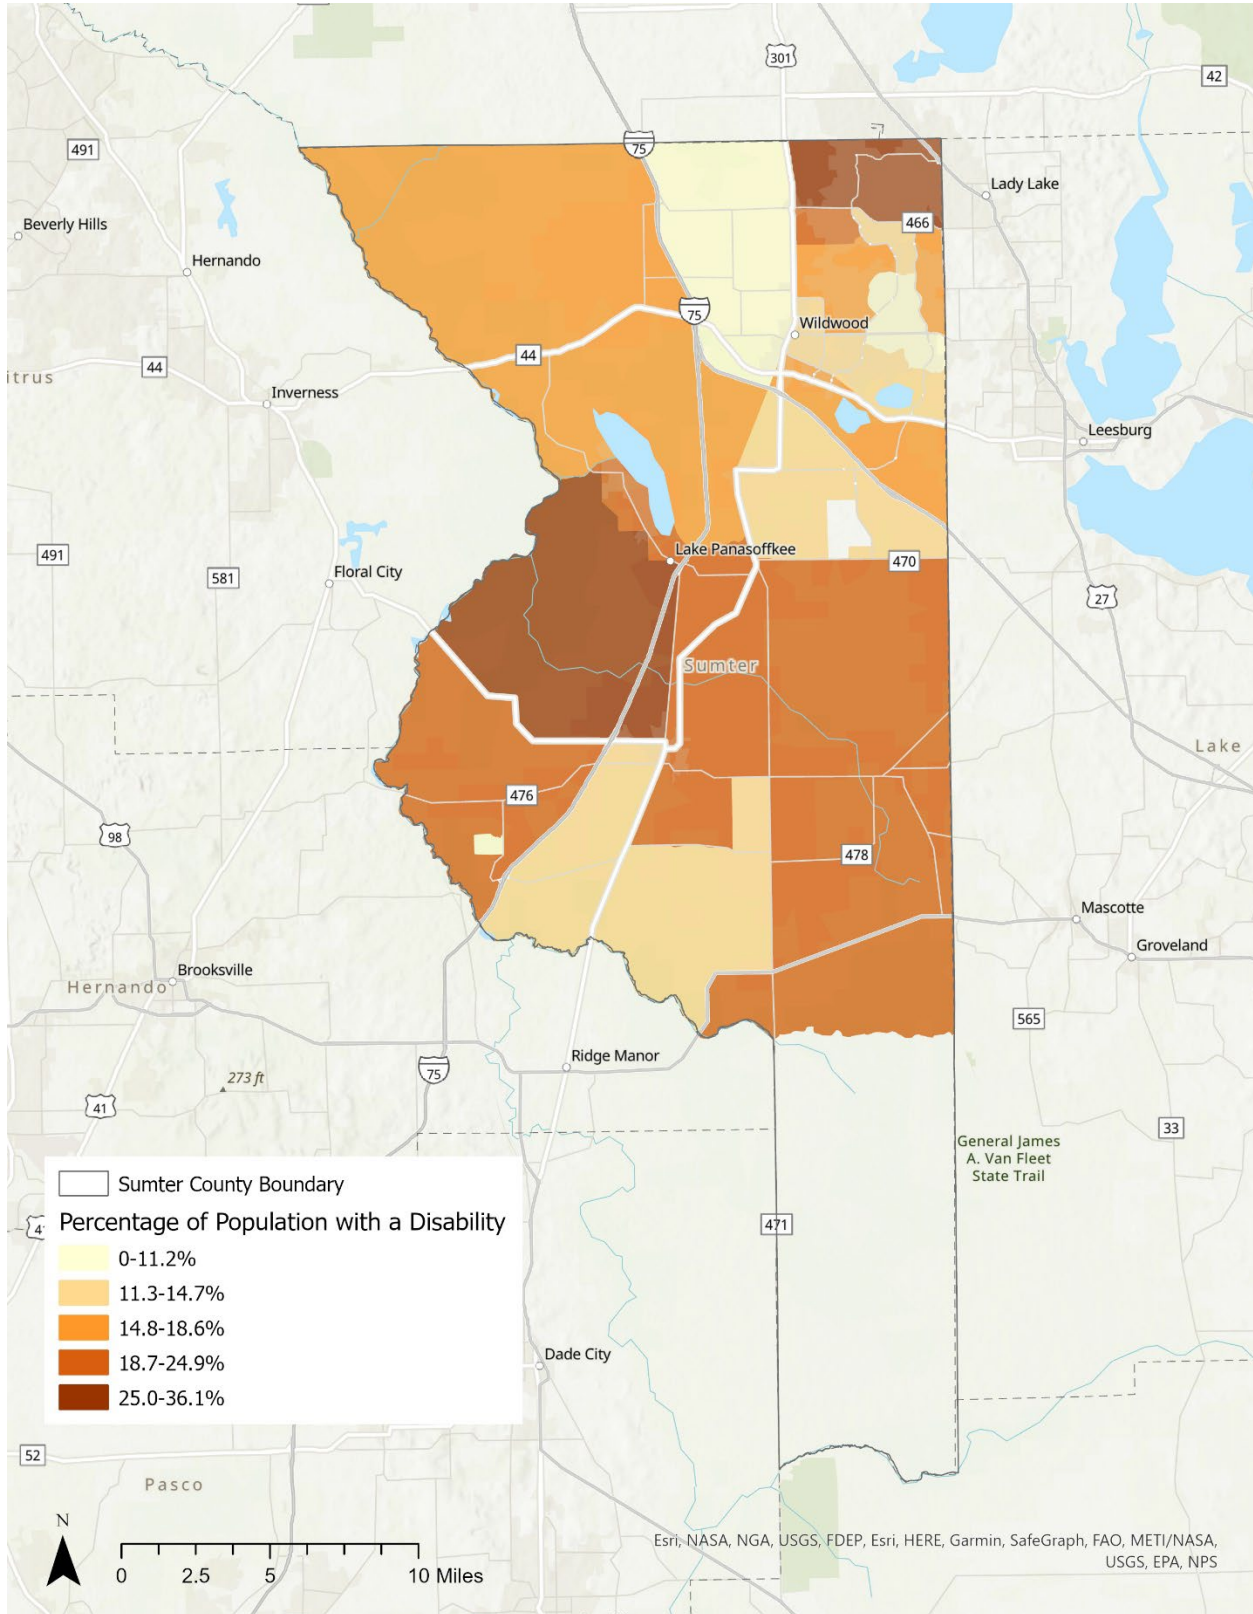 301
42
75
491
Lady Lake
Beverly Hills
466
Hernando
75
Wildwood
44
44
itrus
Inverness
Leesburg
Lake Panasoffkee
491
470
Floral City
581
27
Sumter
Lake
476
98
478
Mascotte
Groveland
Brooksville
Hernando
565
Ridge Manor
75
273 ft
41
33
General James
A. Van Fleet
State Trail
Sumter County Boundary
471
41
Percentage of Population with a Disability
0-11.2%
11.3-14.7%
14.8-18.6%
18.7-24.9%
25.0-36.1%
Dade City
52
Pasco
N
0 2.5 5 10 Miles
Esri, NASA, NGA, USGS, FDEP, Esri, HERE, Garmin, SafeGraph, FAO, METI/NASA,
USGS, EPA, NPS